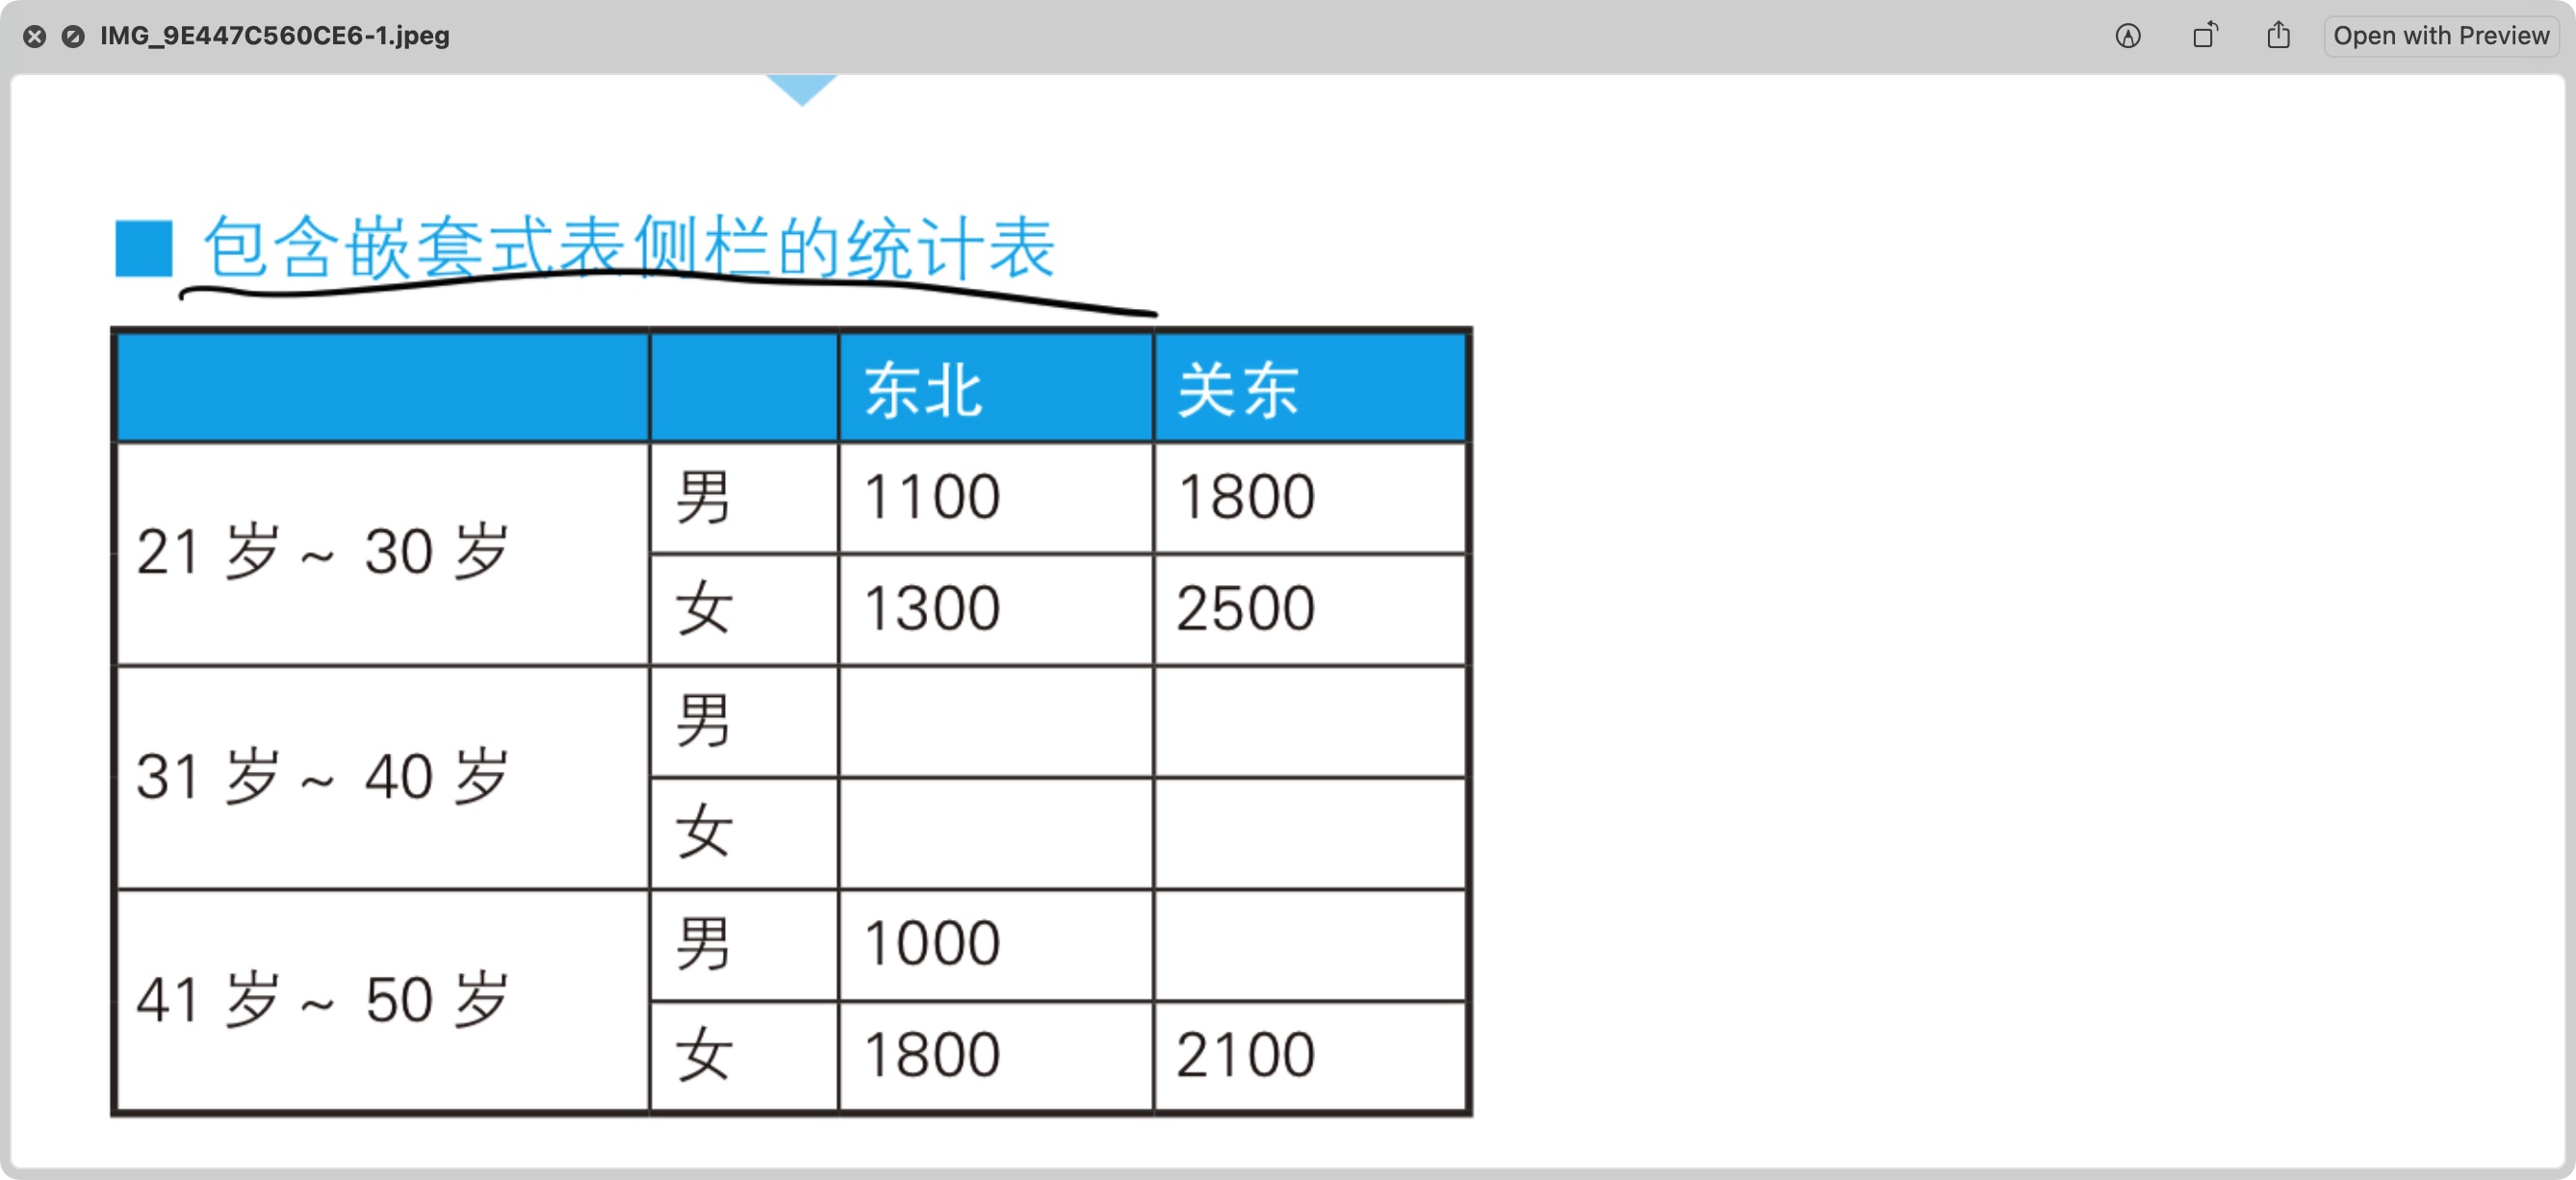 IMG_9E447C560CE6-1.jpeg Open with Preview
包含嵌套式表侧栏的统计表
东北 关东
21 岁 ~ 30 岁 男 1100 1800
女 1300 2500
31 岁 ~ 40 岁 男
女
41 岁 ~ 50 岁 男 1000
女 1800 2100